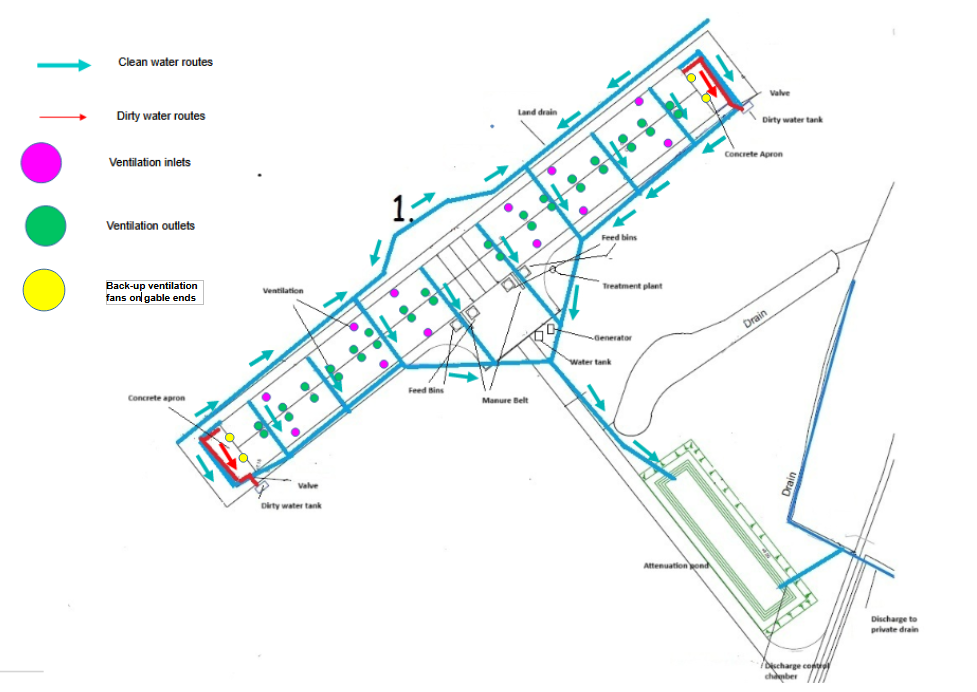 Clean water routes
Dirty water routes
Ventilation inlets
Ventilation outlets
Back-up ventilation
fans on gable ends
Land drain
Valve
Dirty water tank
Concrete Apron
1.
Feed bins
Treatment plant
Ventilation
Drain
Generator
Water tank
Feed Bins
Manure Belt
Concrete apron
Valve
Dirty water tank
Drain
Attenuation pond
Discharge to
private drain
Discharge control
chamber